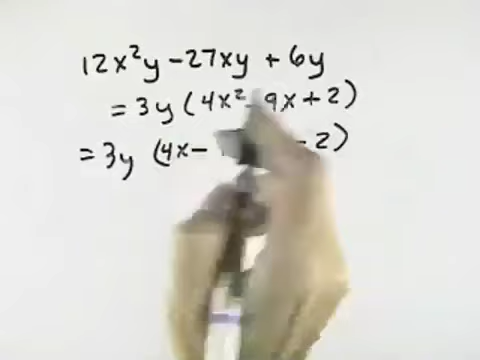 12x²y - 27xy + 6y
= 3y (4x² - 9x + 2)
= 3y (4x - - 2)